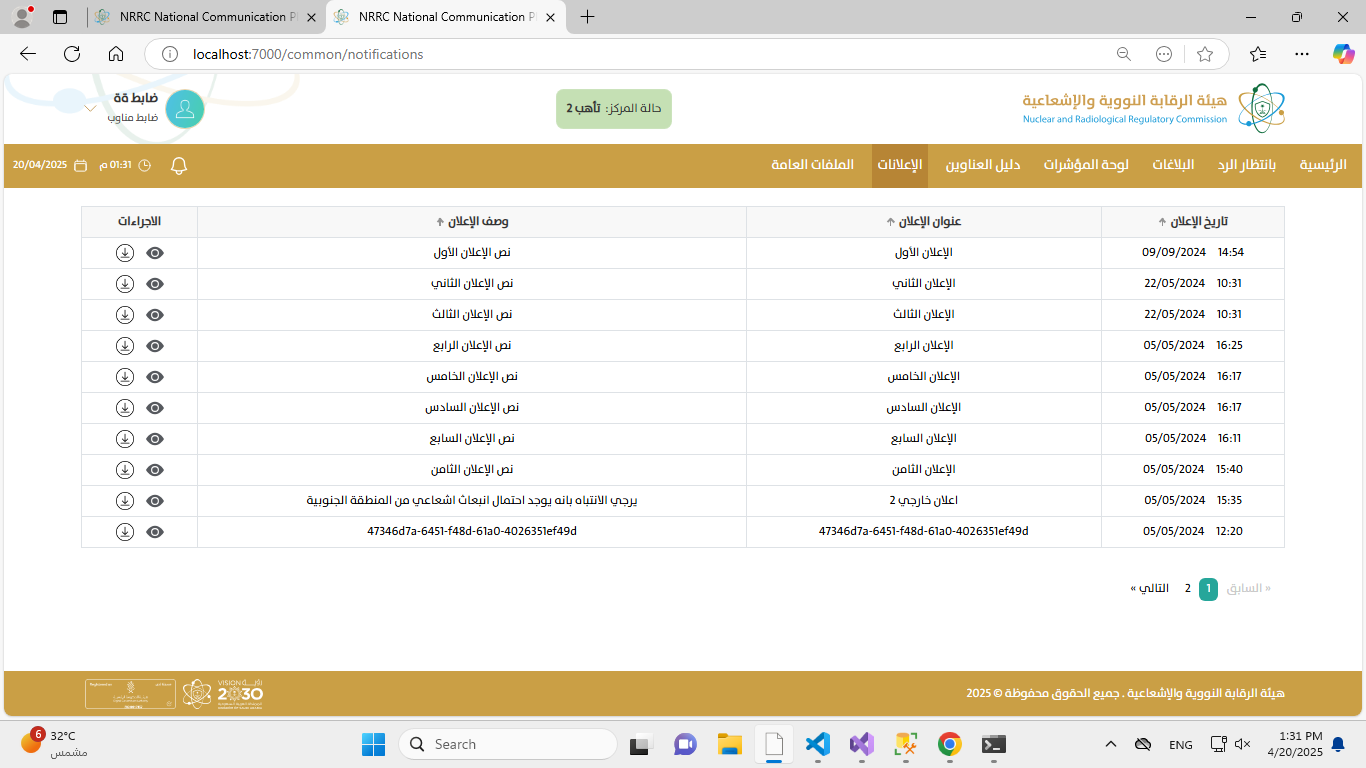 NRRC National Communication Pl
NRRC National Communication Pl
localhost:7000/common/notifications
هيئة الرقابة النووية والإشعاعية
Nuclear and Radiological Regulatory Commission
حالة المركز: تأهب 2
ضابط ةة
ضابط مناوب
الرئيسية
بانتظار الرد
البلاغات
لوحة المؤشرات
دليل العناوين
الإعلانات
الملفات العامة
01:31 م
20/04/2025
تاريخ الإعلان عنوان الإعلان وصف الإعلان الاجراءات
14:54 09/09/2024 الإعلان الأول نص الإعلان الأول
10:31 22/05/2024 الإعلان الثاني نص الإعلان الثاني
10:31 22/05/2024 الإعلان الثالث نص الإعلان الثالث
16:25 05/05/2024 الإعلان الرابع نص الإعلان الرابع
16:17 05/05/2024 الإعلان الخامس نص الإعلان الخامس
16:17 05/05/2024 الإعلان السادس نص الإعلان السادس
16:11 05/05/2024 الإعلان السابع نص الإعلان السابع
15:40 05/05/2024 الإعلان الثامن نص الإعلان الثامن
15:35 05/05/2024 اعلان خارجي 2 يرجي الانتباه بانه يوجد احتمال انبعاث اشعاعي من المنطقة الجنوبية
12:20 05/05/2024 47346d7a-6451-f48d-61a0-4026351ef49d 47346d7a-6451-f48d-61a0-4026351ef49d
« السابق 1 2 التالي »
هيئة الرقابة النووية والإشعاعية . جميع الحقوق محفوظة © 2025
VISION رؤيـــة
2030
6
32°C
مشمس
Search
ENG
1:31 PM
4/20/2025